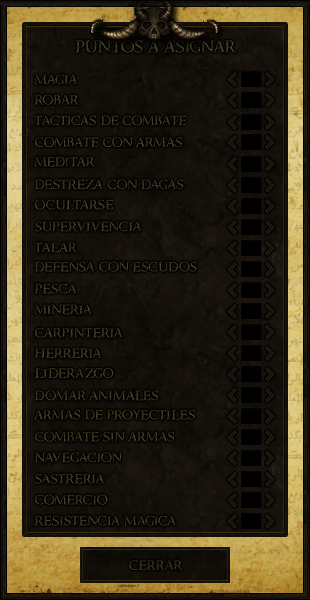 PUNTOS A ASIGNAR
MAGIA
ROBAR
TACTICAS DE COMBATE
COMBATE CON ARMAS
MEDITAR
DESTREZA CON DAGAS
OCULTARSE
SUPERVIVENCIA
TALAR
DEFENSA CON ESCUDOS
PESCA
MINERIA
CARPINTERIA
HERRERIA
LIDERAZGO
DOMAR ANIMALES
ARMAS DE PROYECTILES
COMBATE SIN ARMAS
NAVEGACION
SASTRERIA
COMERCIO
RESISTENCIA MAGICA
CERRAR